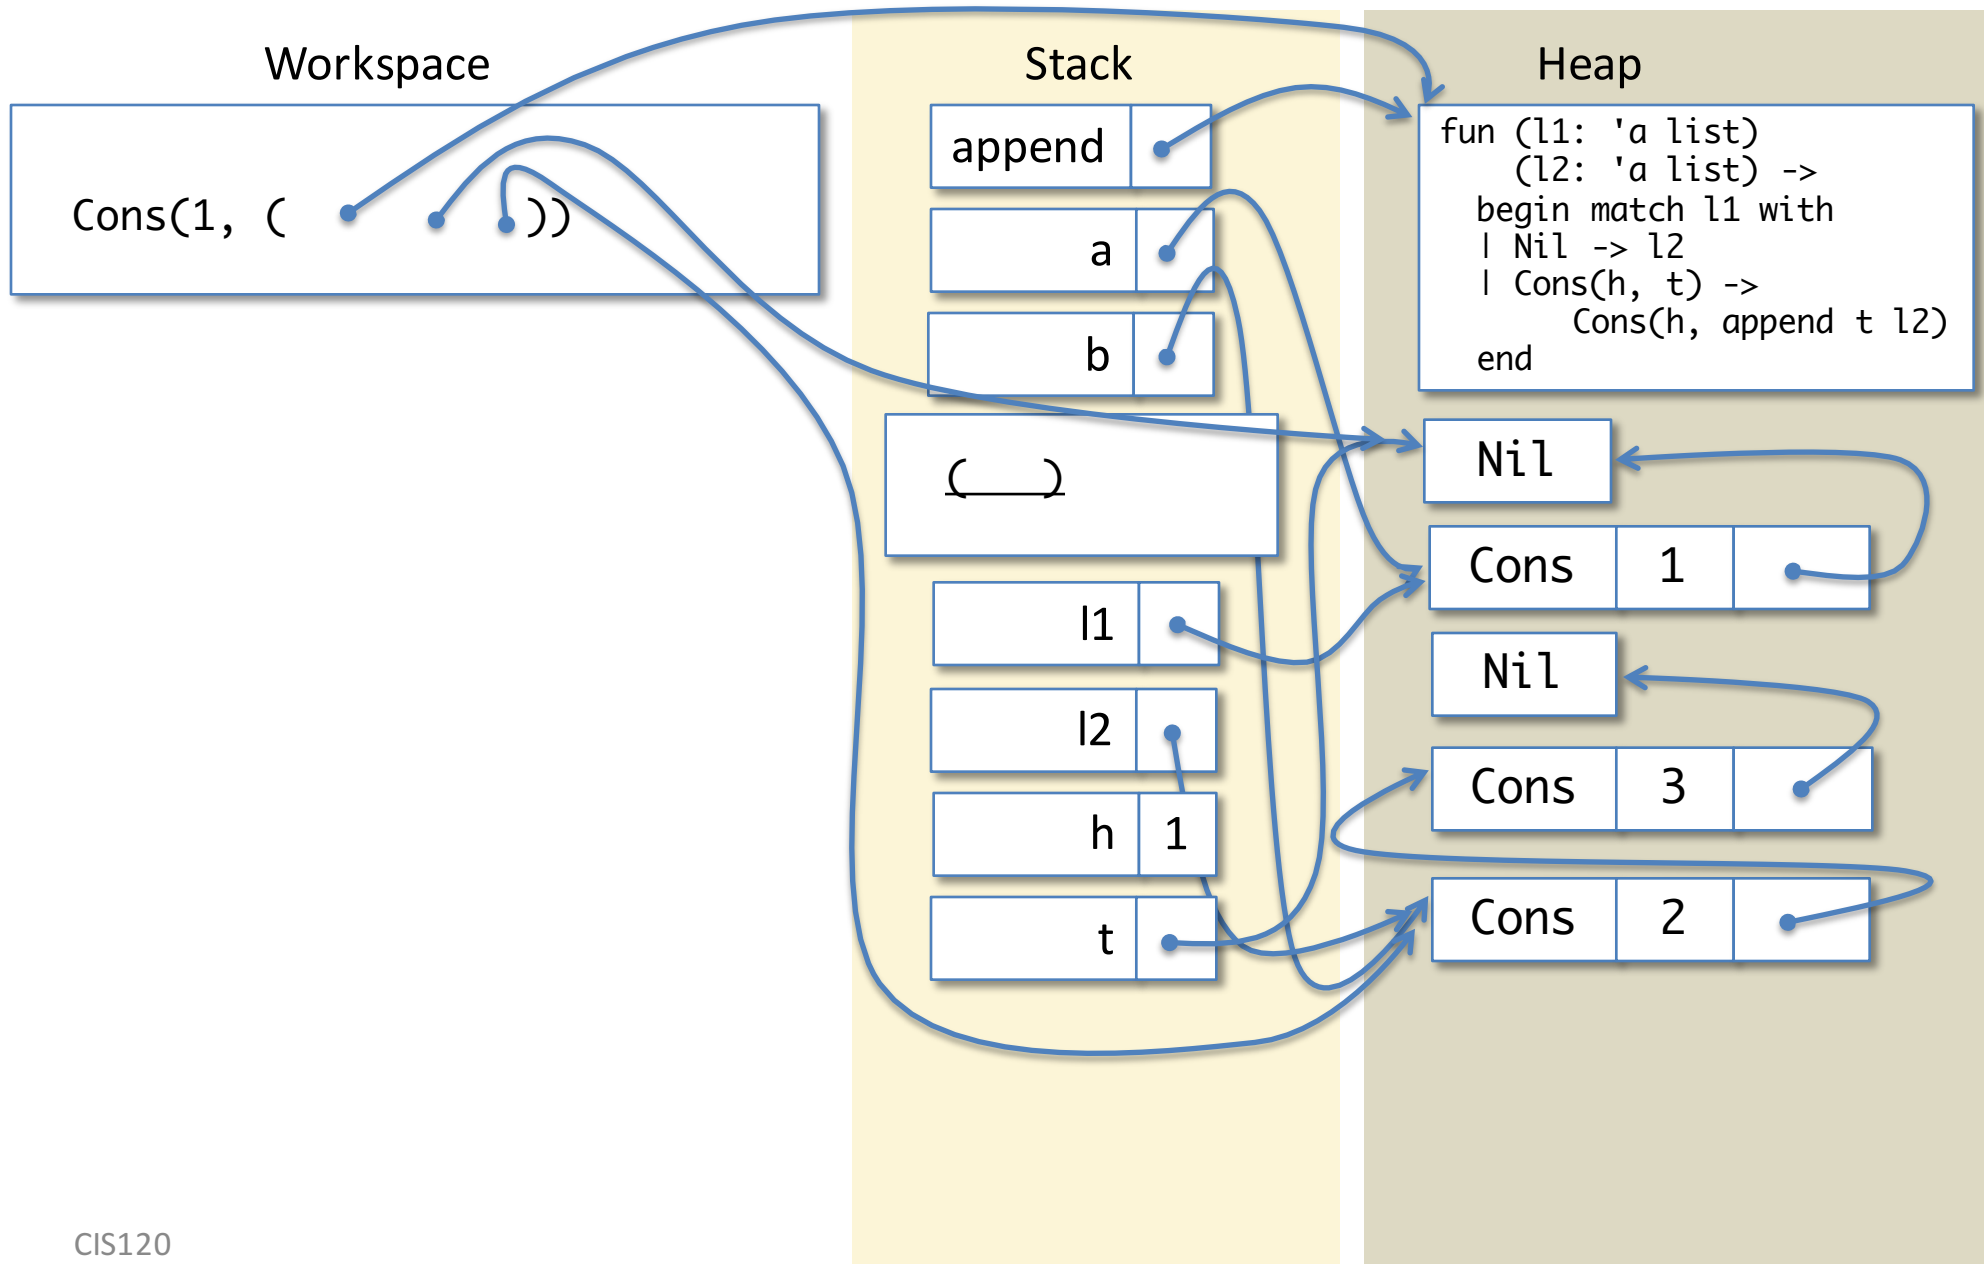 Workspace
Cons(1, (      ))
Stack
append
a
b
(    )
l1
l2
h 1
t
Heap
fun (l1: 'a list)
(l2: 'a list) ->
begin match l1 with
| Nil -> l2
| Cons(h, t) ->
Cons(h, append t l2)
end
Nil
Cons 1
Nil
Cons 3
Cons 2
CIS120